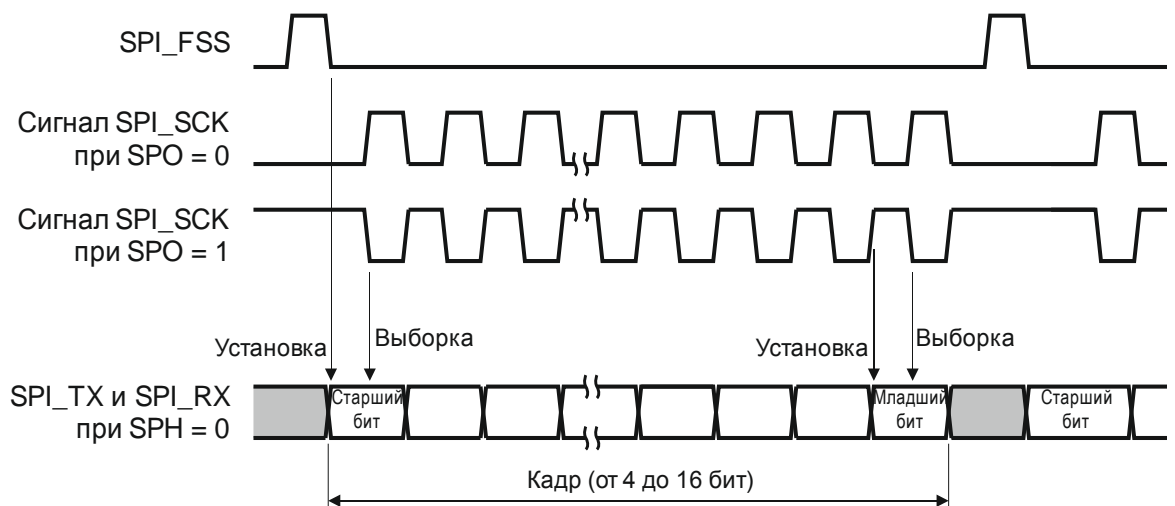 SPI_FSS
Сигнал SPI_SCK
при SPO = 0
Сигнал SPI_SCK
при SPO = 1
Установка
Выборка
Установка
Выборка
SPI_TX и SPI_RX
при SPH = 0
Старший
бит
Младший
бит
Старший
бит
Кадр (от 4 до 16 бит)